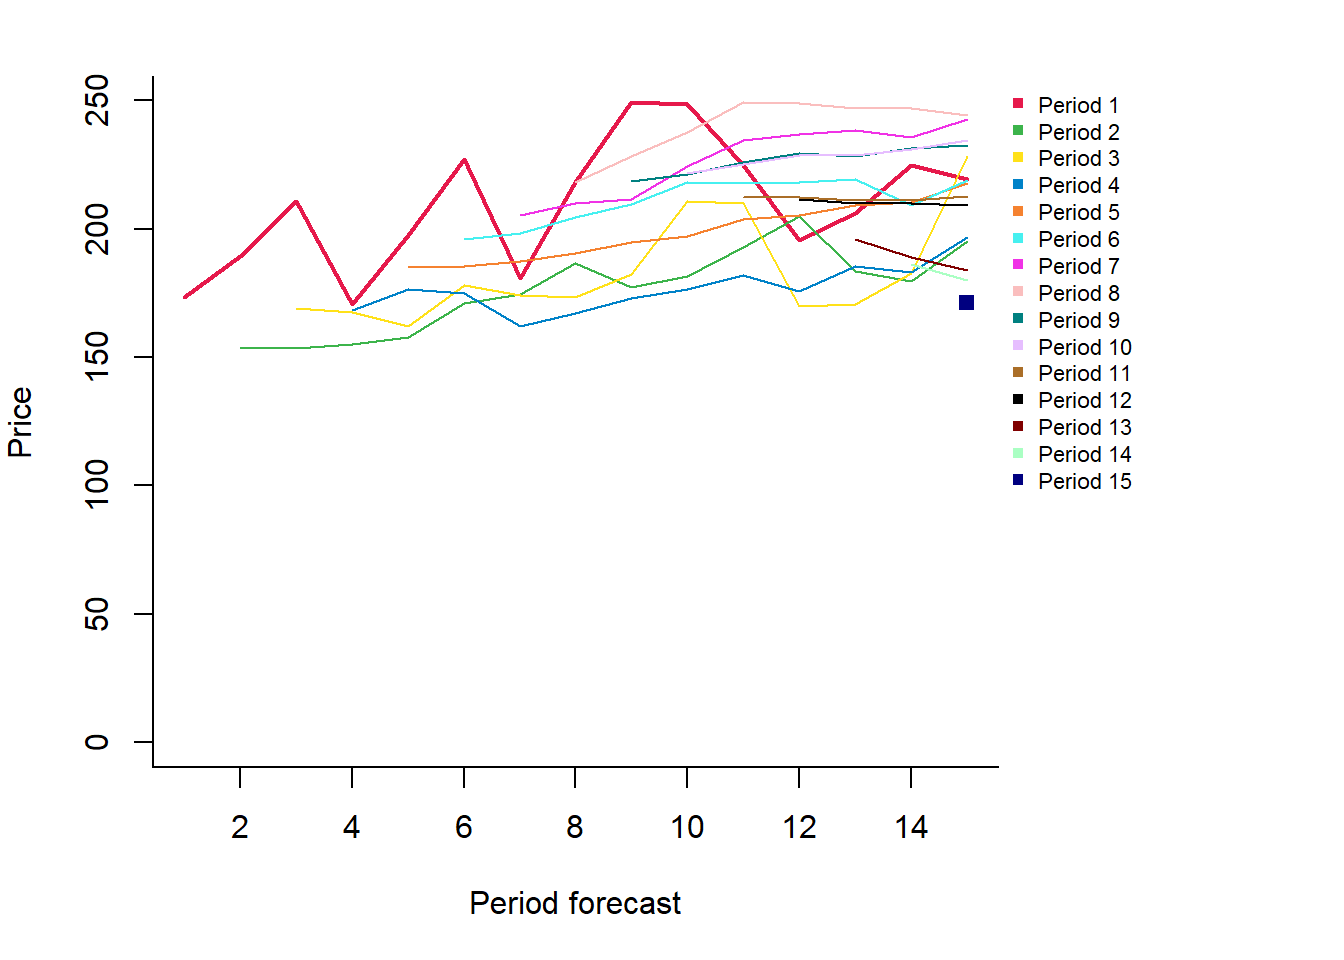 250
200
150
100
50
0
Price
2 4 6 8 10 12 14
Period forecast
Period 1
Period 2
Period 3
Period 4
Period 5
Period 6
Period 7
Period 8
Period 9
Period 10
Period 11
Period 12
Period 13
Period 14
Period 15